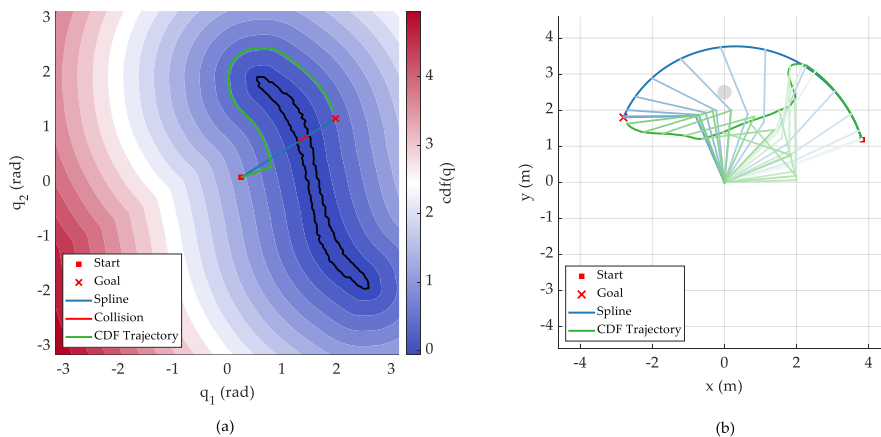 3
2
1
0
-1
-2
-3
q2 (rad)
-3
-2
-1
0
1
2
3
q1 (rad)
Start
Goal
Spline
Collision
CDF Trajectory
4
3
2
1
0
cdf(q)
(a)
4
3
2
1
0
-1
-2
-3
-4
y (m)
-4
-2
0
2
4
x (m)
Start
Goal
Spline
CDF Trajectory
(b)